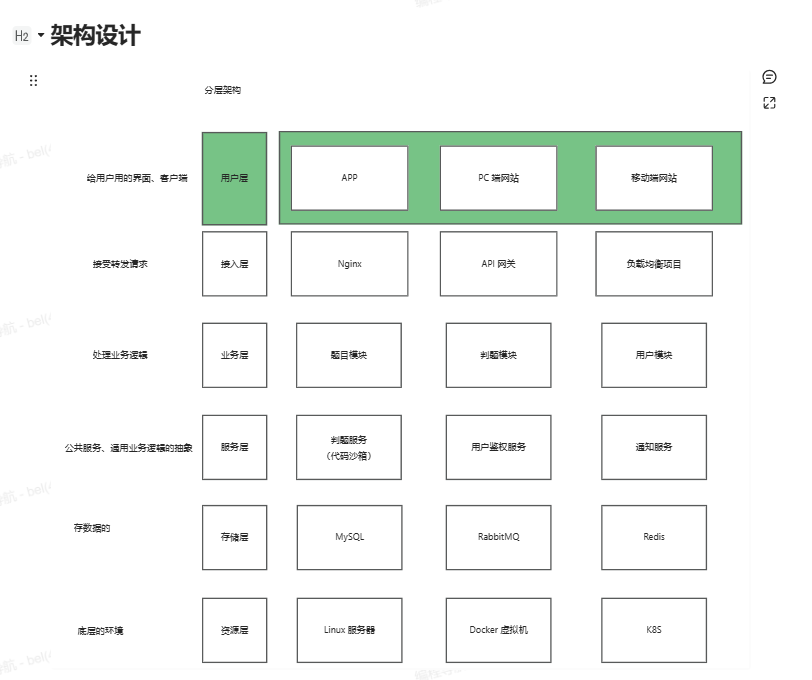 H2
架构设计
分层架构
给用户用的界面、客户端
用户层
APP
PC 端网站
移动端网站
接受转发请求
接入层
Nginx
API 网关
负载均衡项目
处理业务逻辑
业务层
题目模块
判题模块
用户模块
公共服务、通用业务逻辑的抽象
服务层
判题服务
（代码沙箱）
用户鉴权服务
通知服务
存数据的
存储层
MySQL
RabbitMQ
Redis
底层的环境
资源层
Linux 服务器
Docker 虚拟机
K8S